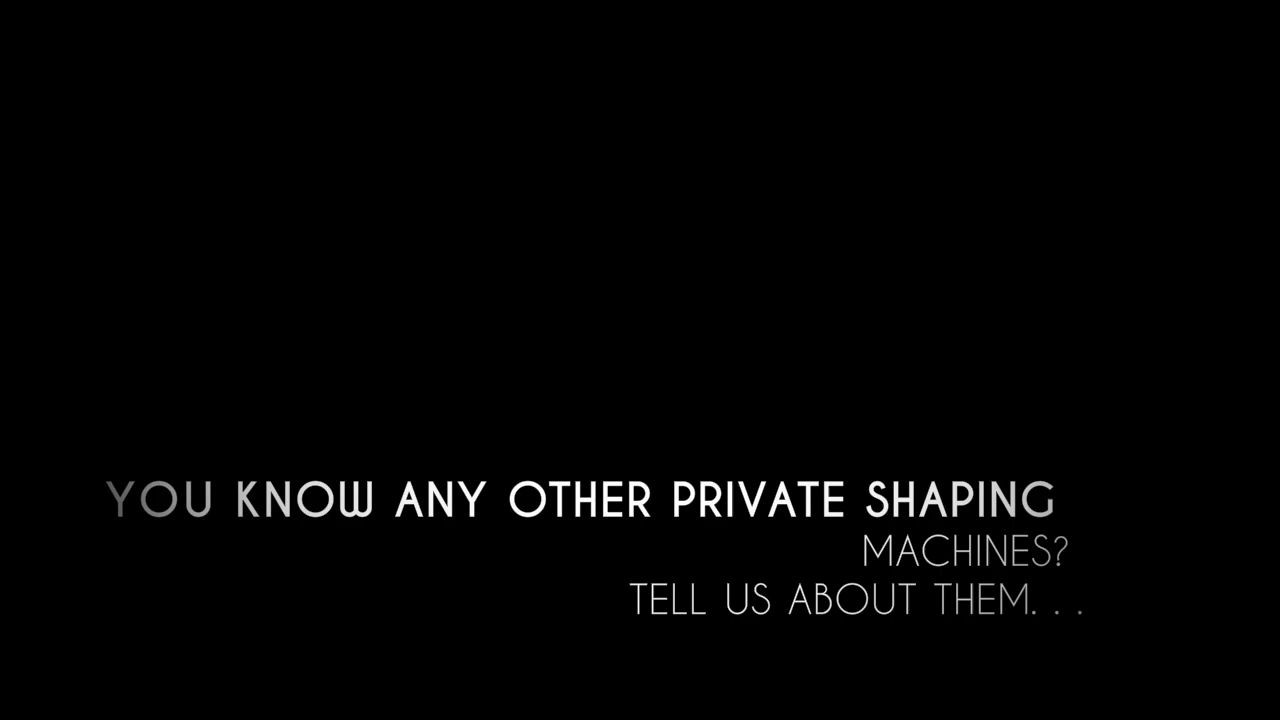 YOU KNOW ANY OTHER PRIVATE SHAPING
MACHINES?
TELL US ABOUT THEM. . .